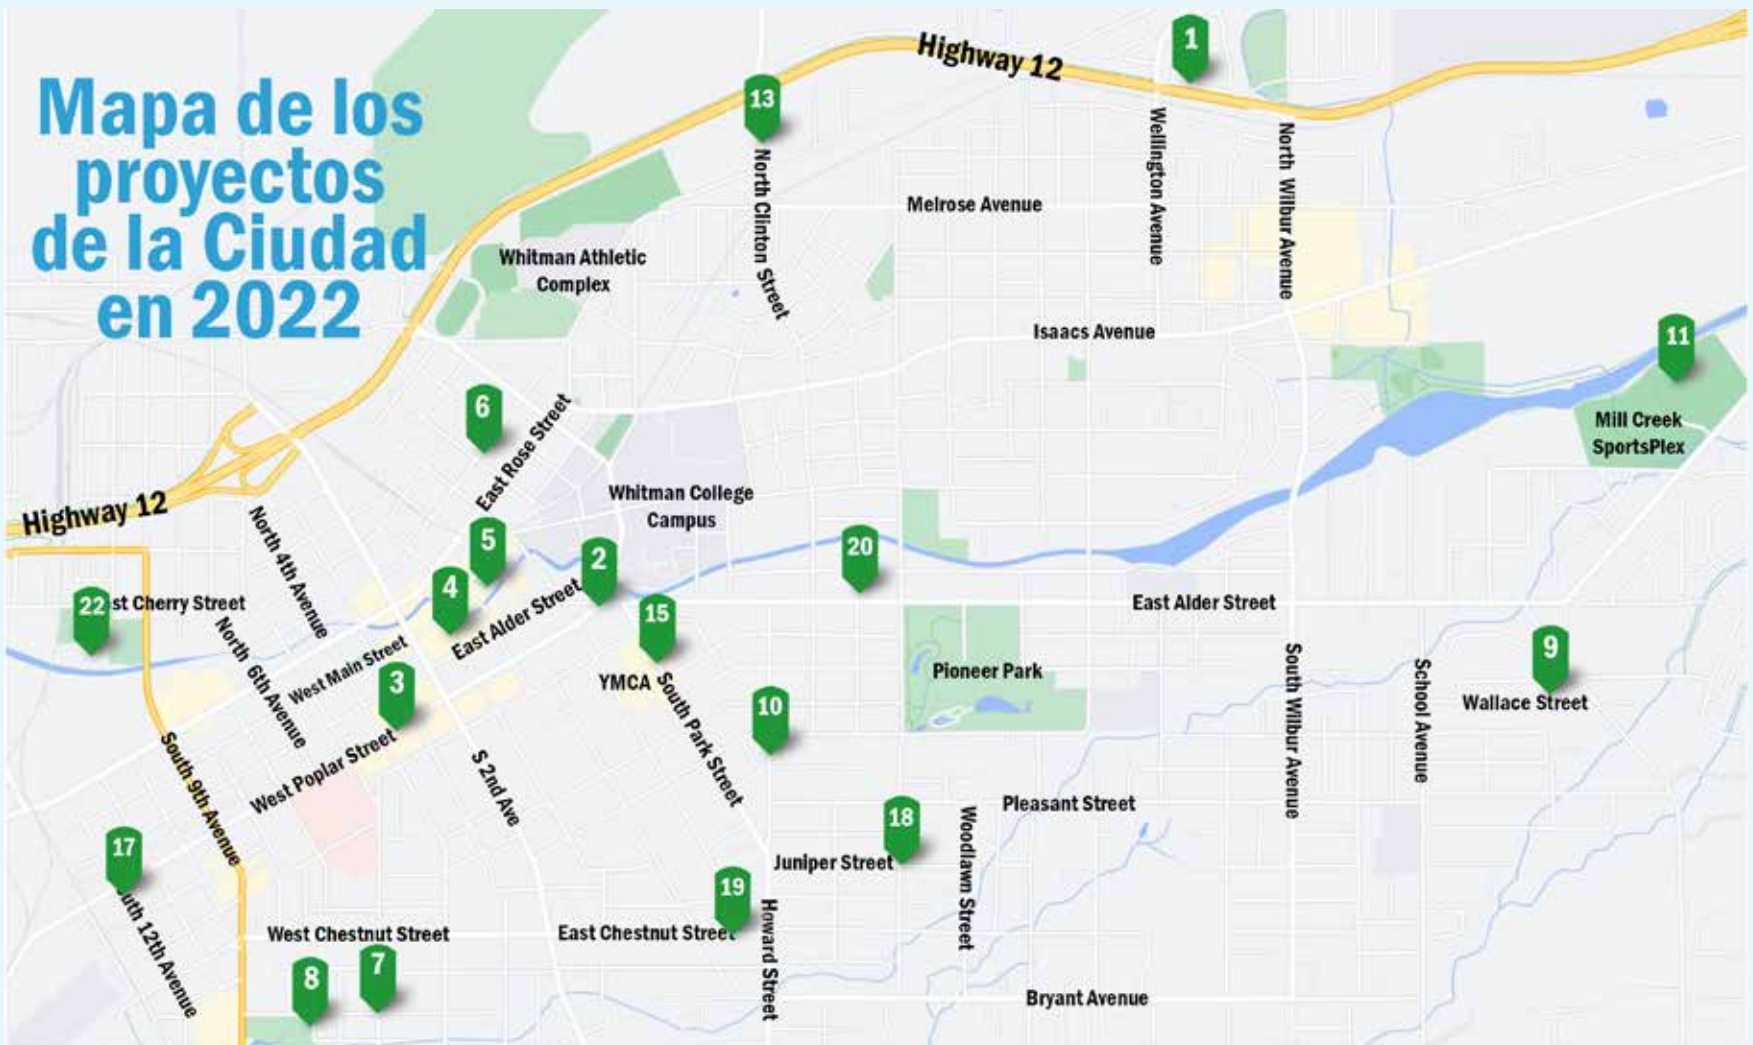 Mapa de los
proyectos
de la Ciudad
en 2022
Highway 12
1
13
North Clinton Street
Wellington Avenue
North Wilbur Avenue
Melrose Avenue
Whitman Athletic
Complex
Isaacs Avenue
11
Mill Creek
SportsPlex
6
East Rose Street
Whitman College
Campus
Highway 12
North 4th Avenue
5
2
20
4
22
st Cherry Street
East Alder Street
15
East Alder Street
North 6th Avenue
West Main Street
3
YMCA
South Park Street
10
Pioneer Park
South Wilbur Avenue
School Avenue
9
Wallace Street
South 9th Avenue
West Poplar Street
S 2nd Ave
18
Pleasant Street
Woodlawn Street
17
uth 12th Avenue
Juniper Street
19
West Chestnut Street
East Chestnut Street
Howard Street
8
7
Bryant Avenue